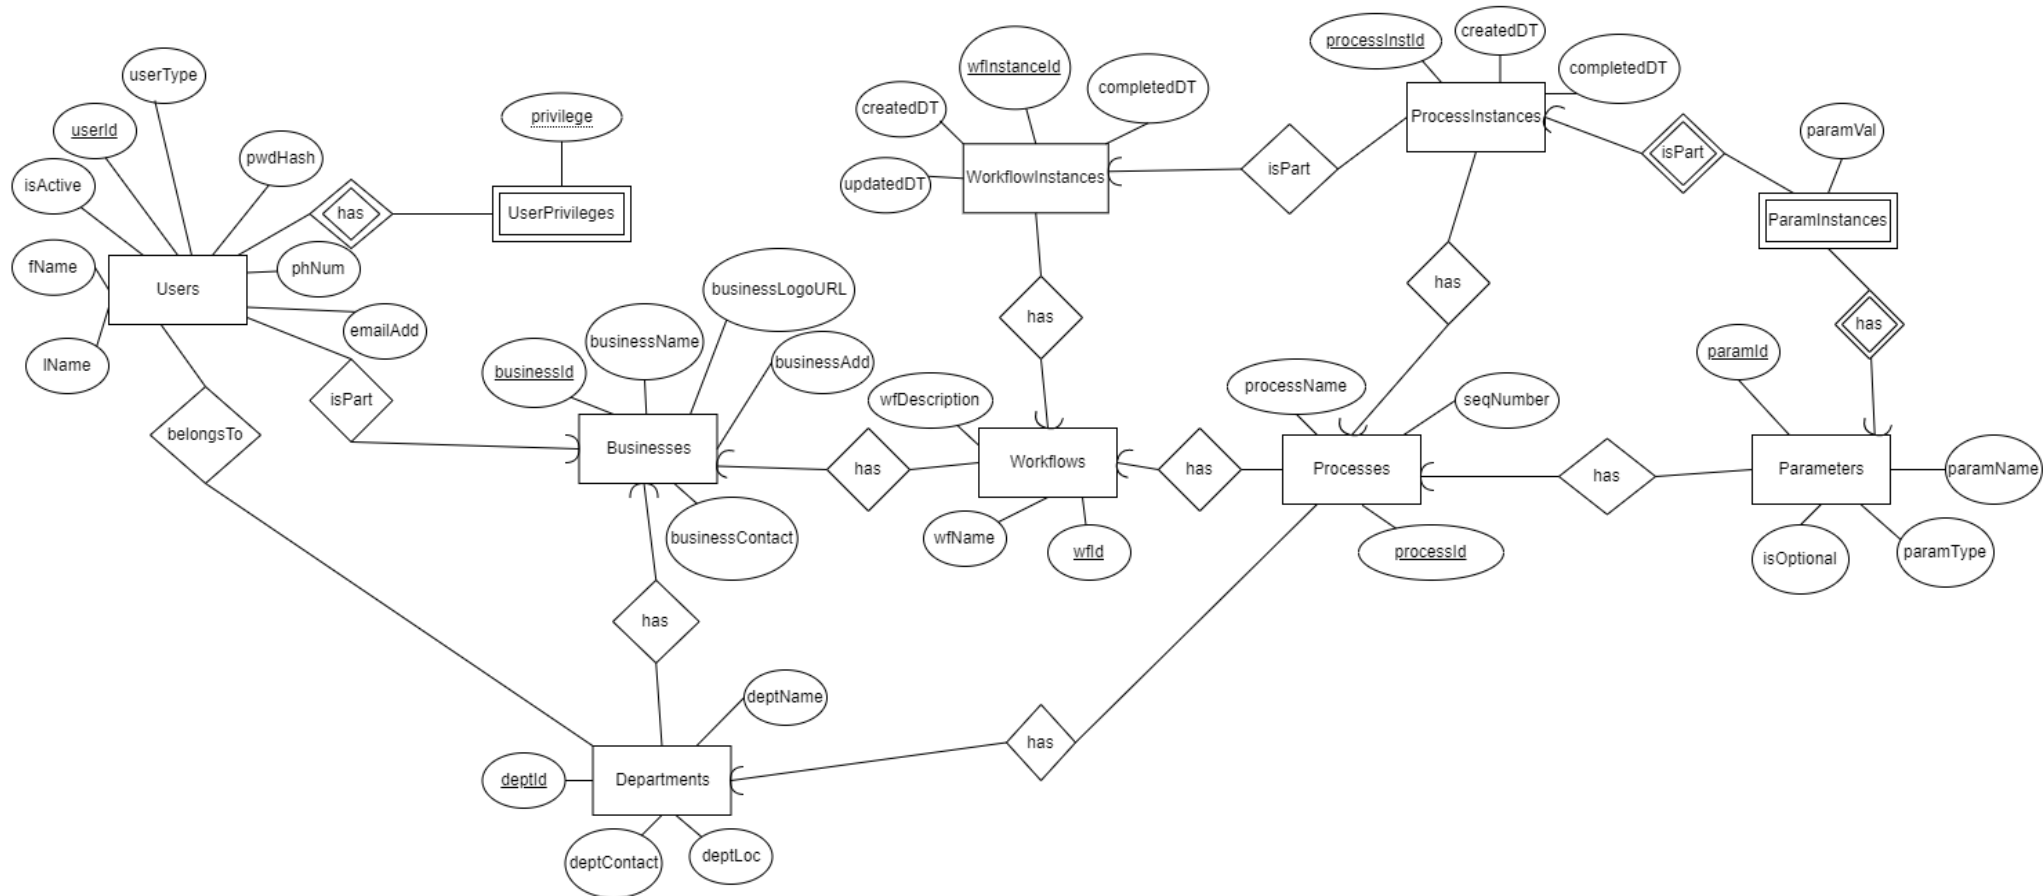 processInstId
createdDT
wfInstanceId
completedDT
completedDT
userType
createdDT
privilege
ProcessInstances
userId
paramVal
pwdHash
isPart
isPart
WorkflowInstances
isActive
updatedDT
has
UserPrivileges
ParamInstances
fName
phNum
Users
businessLogoURL
has
has
has
emailAdd
businessName
paramId
lName
businessId
businessAdd
processName
isPart
wfDescription
seqNumber
belongsTo
Businesses
has
Workflows
has
Processes
has
Parameters
paramName
businessContact
wfName
wfId
processId
isOptional
paramType
has
deptName
has
deptId
Departments
deptContact
deptLoc